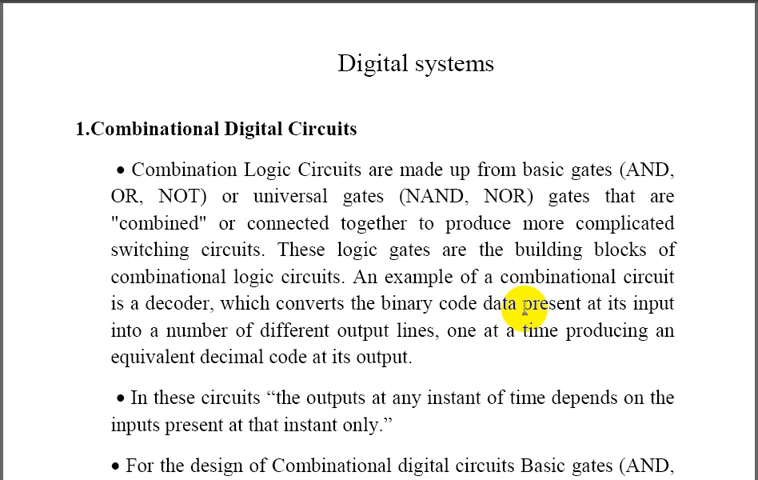 Digital systems
1.Combinational Digital Circuits
• Combination Logic Circuits are made up from basic gates (AND,
OR, NOT) or universal gates (NAND, NOR) gates that are
"combined" or connected together to produce more complicated
switching circuits. These logic gates are the building blocks of
combinational logic circuits. An example of a combinational circuit
is a decoder, which converts the binary code data present at its input
into a number of different output lines, one at a time producing an
equivalent decimal code at its output.
• In these circuits “the outputs at any instant of time depends on the
inputs present at that instant only.”
• For the design of Combinational digital circuits Basic gates (AND,